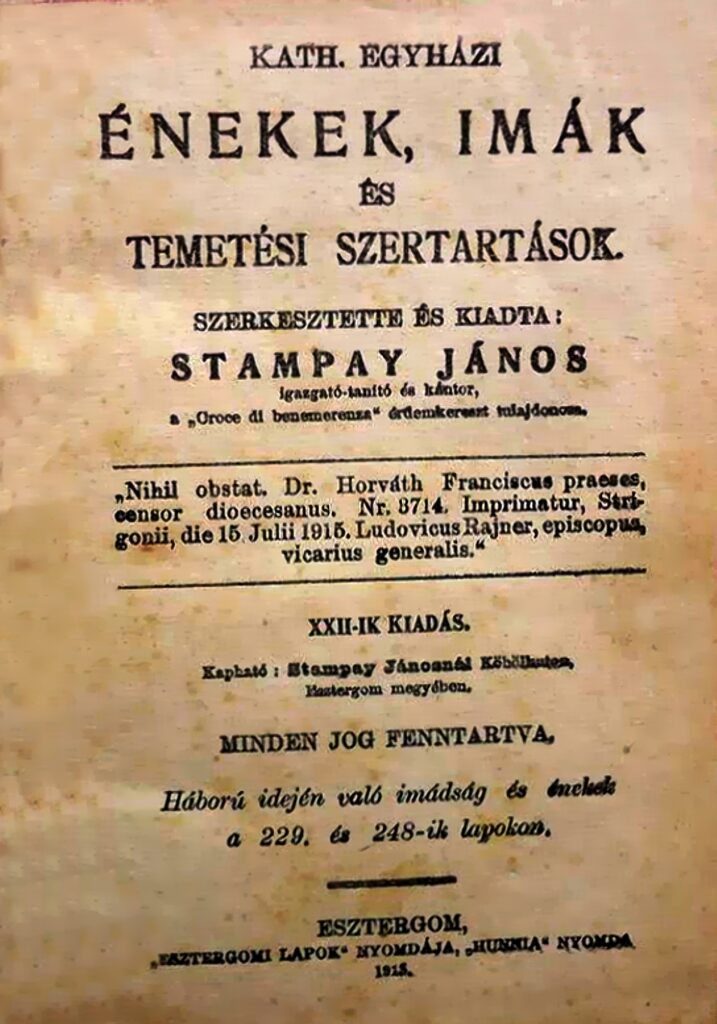 KATH. EGYHÁZI
ÉNEKEK, IMÁK
ÉS
TEMETÉSI SZERTARTÁSOK.
SZERKESZTETTE ÉS KIADTA:
STAMPAY JÁNOS
igazgató-tanító és kántor,
a „Croce di benemerenza“ érdemkereszt tulajdonosa.
„Nihil obstat. Dr. Horváth Franciscus praeses,
censor dioecesanus. Nr. 3714. Imprimatur, Stri-
gonii, die 15 Julii 1915. Ludovicus Rajner, episcopus,
vicarius generalis.“
XXII-IK KIADÁS.
Kapható: Stampay Jánosnál Köbölkuten,
Esztergom megyében.
MINDEN JOG FENNTARTVA.
Háború idején való imádság és énekek
a 229. és 248-ik lapokon.
ESZTERGOM,
„ESZTERGOMI LAPOK“ NYOMDÁJA, „HUNNIA“ NYOMDA
1915.